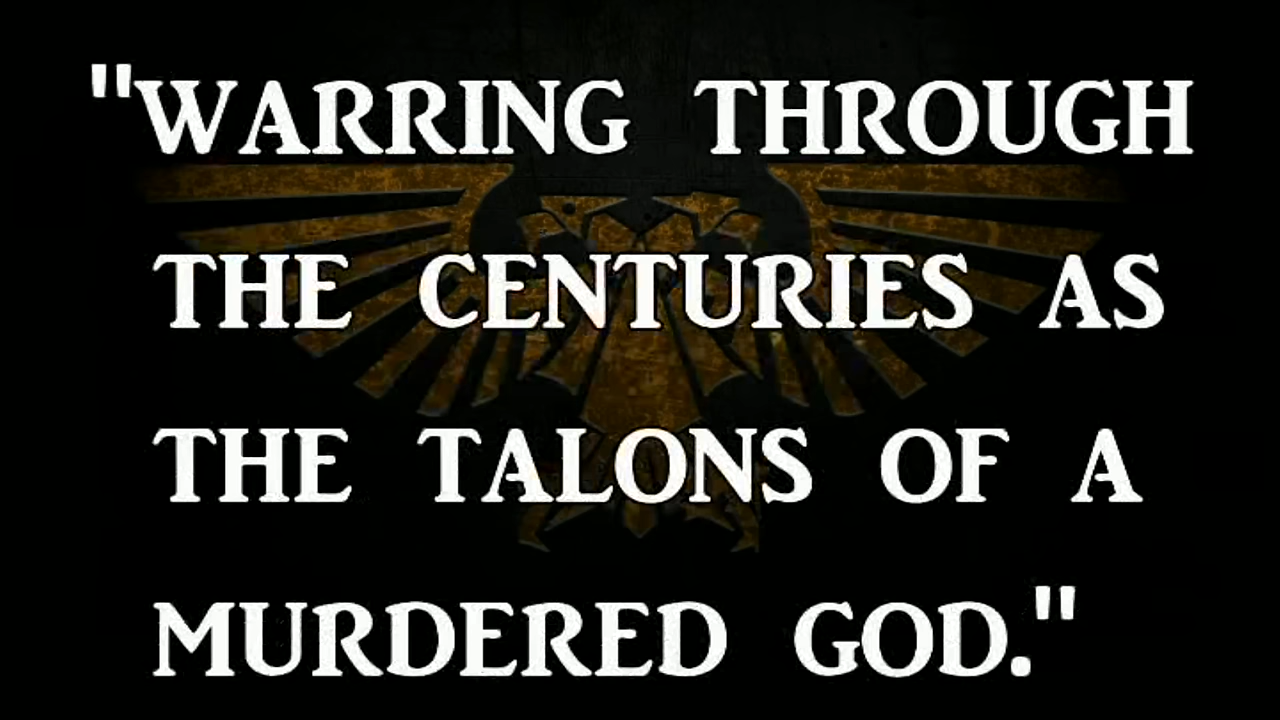 "WARRING THROUGH
THE CENTURIES AS
THE TALONS OF A
MURDERED GOD."